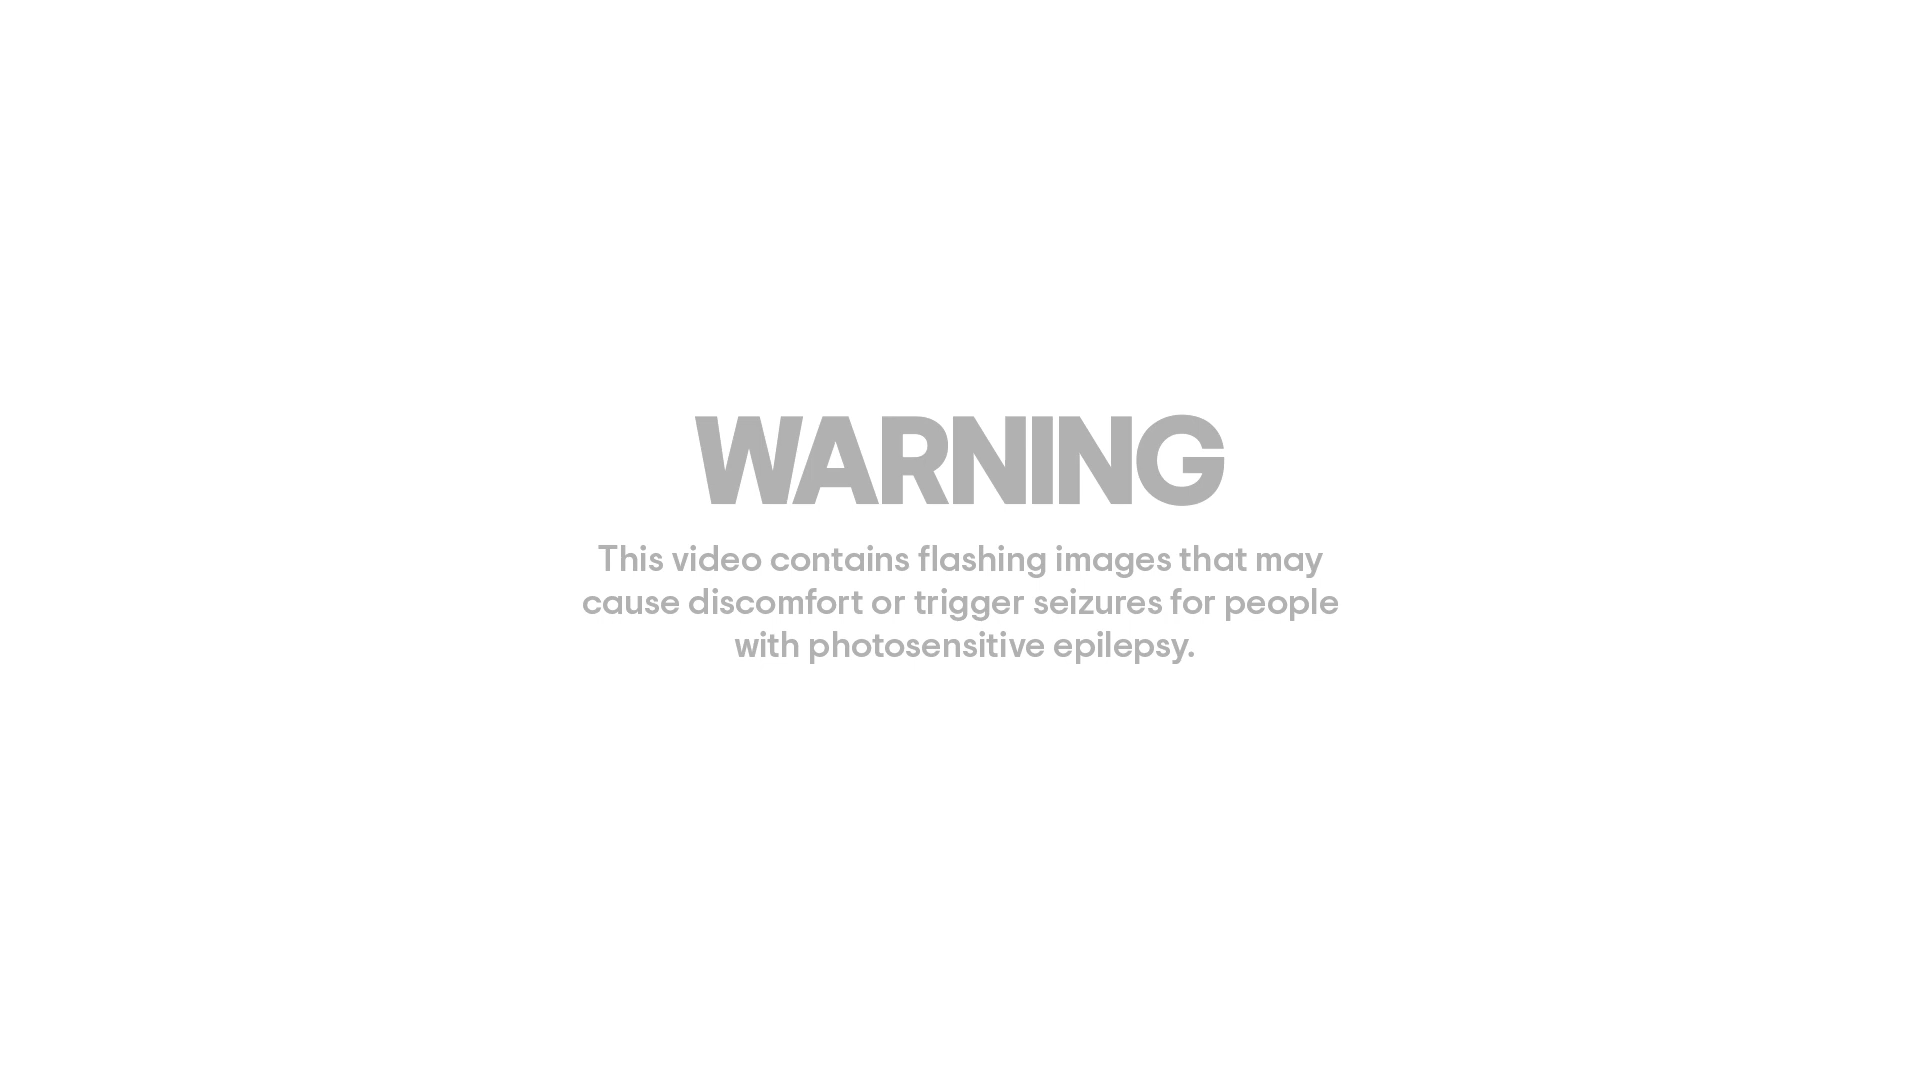 WARNING
This video contains flashing images that may
cause discomfort or trigger seizures for people
with photosensitive epilepsy.